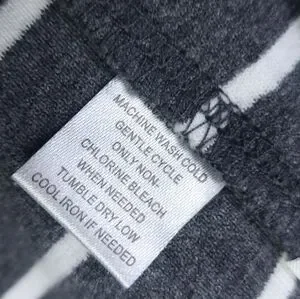 MACHINE WASH COLD
GENTLE CYCLE
ONLY NON-
CHLORINE BLEACH
WHEN NEEDED
TUMBLE DRY LOW
COOL IRON IF NEEDED